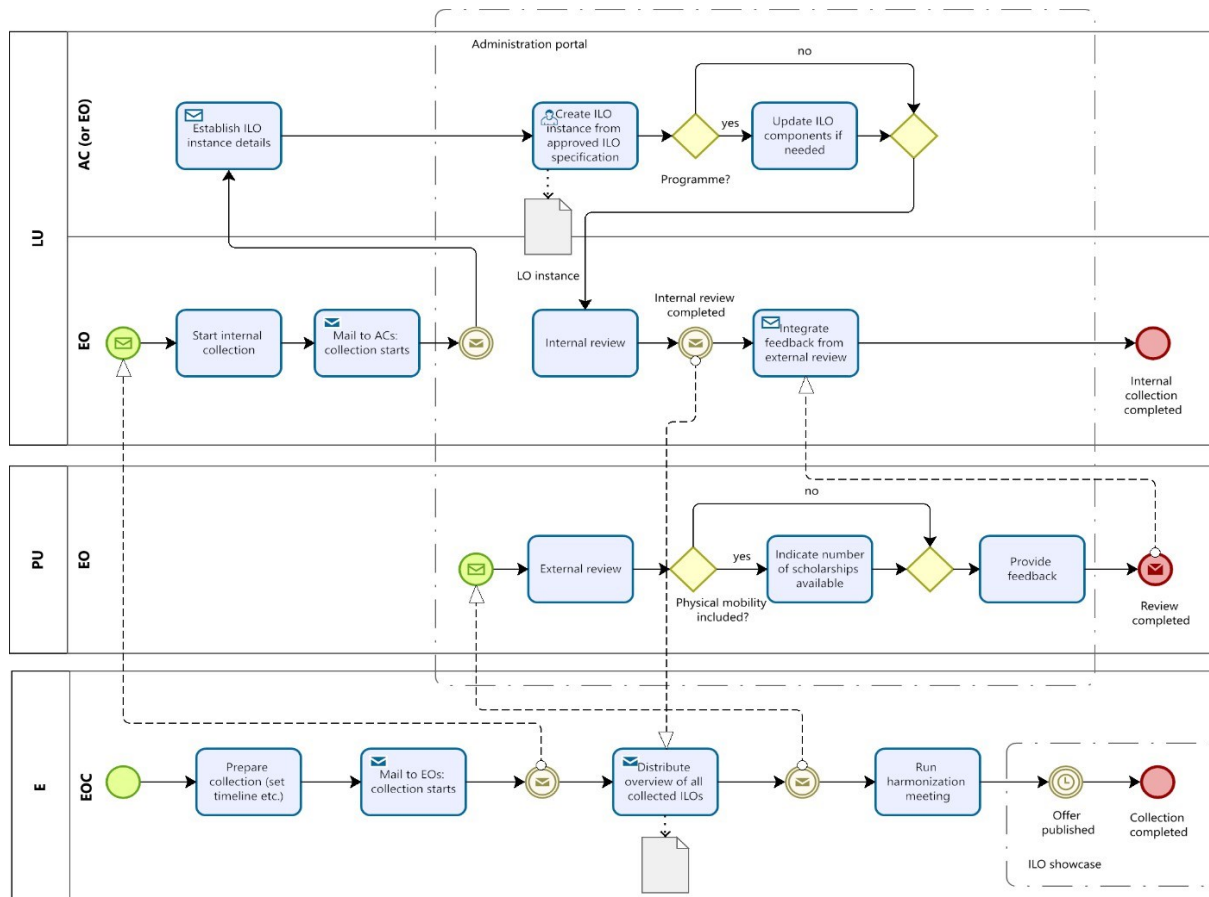 Administration portal
no
LU
AC (or EO)
Establish ILO
instance details
Create ILO
instance from
approved ILO
specification
yes
Update ILO
components if
needed
Programme?
LO instance
EO
Start internal
collection
Mail to ACs:
collection starts
Internal review
Internal review
completed
Integrate
feedback from
external review
Internal
collection
completed
PU
EO
no
External review
yes
Physical mobility
included?
Indicate number
of scholarships
available
Provide
feedback
Review
completed
E
EOC
Prepare
collection (set
timeline etc.)
Mail to EOs:
collection starts
Distribute
overview of all
collected ILOs
Run
harmonization
meeting
Offer
published
Collection
completed
ILO showcase